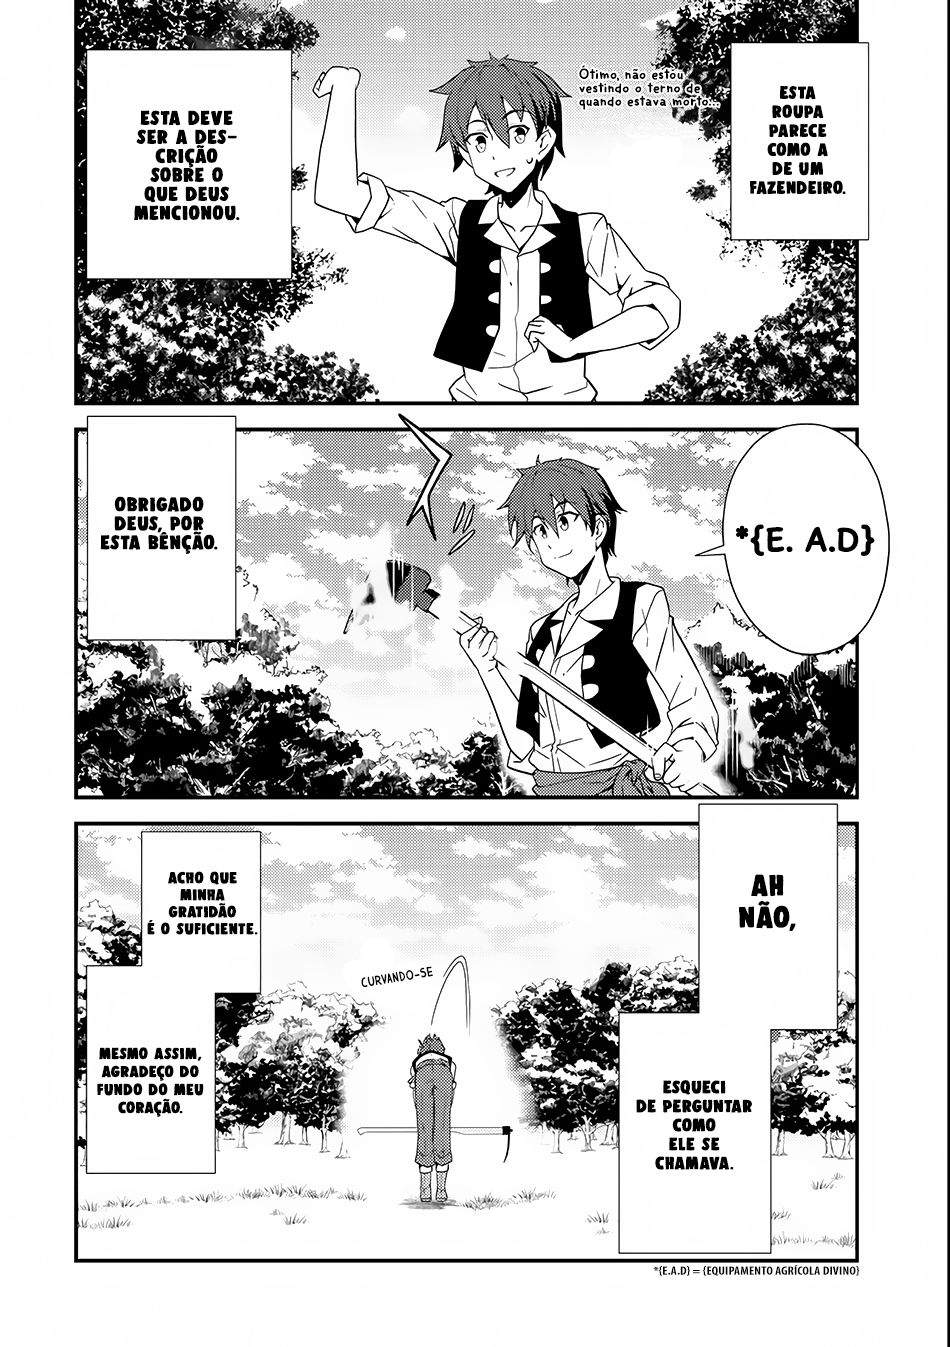 ESTA
ROUPA
PARECE
COMO A
DE UM
FAZENDEIRO.
Ótimo, não estou
vestindo o terno de
quando estava morto...
ESTA DEVE
SER A DES-
CRIÇÃO
SOBRE O
QUE DEUS
MENCIONOU.
*{E. A.D}
OBRIGADO
DEUS, POR
ESTA BÊNÇÃO.
AH
NÃO,
ESQUECI
DE PERGUNTAR
COMO
ELE SE
CHAMAVA.
CURVANDO-SE
ACHO QUE
MINHA
GRATIDÃO
É O SUFICIENTE.
MESMO ASSIM,
AGRADEÇO DO
FUNDO DO MEU
CORAÇÃO.
*{E.A.D} = {EQUIPAMENTO AGRÍCOLA DIVINO}